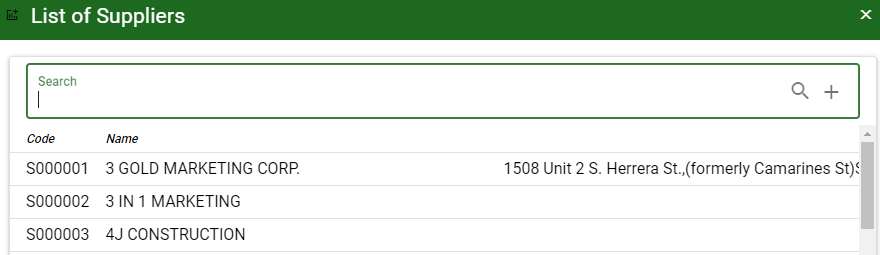 List of Suppliers
Search
Code Name
S000001 3 GOLD MARKETING CORP. 1508 Unit 2 S. Herrera St.,(formerly Camarines St)
S000002 3 IN 1 MARKETING
S000003 4J CONSTRUCTION